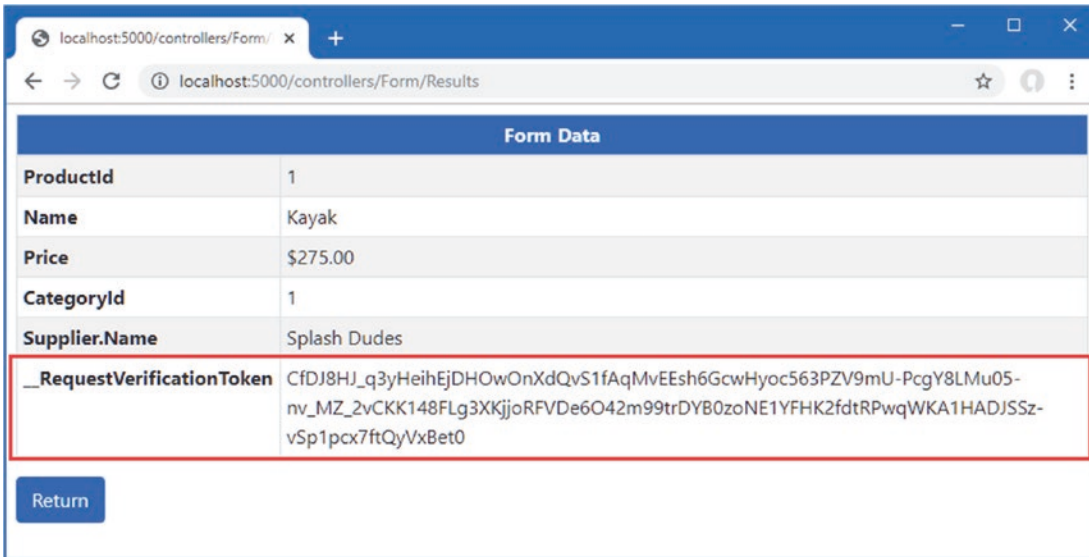 localhost:5000/controllers/Form/
localhost:5000/controllers/Form/Results
Form Data
ProductId 1
Name Kayak
Price $275.00
CategoryId 1
Supplier.Name Splash Dudes
__RequestVerificationToken CfDJ8HJ_q3yHeihEjDHOwOnXdQvS1fAqMvEEsh6GcwHyoc563PZV9mU-PcgY8LMu05-
nv_MZ_2vCKK148FLg3XKjjoRFVDe6O42m99trDYB0zoNE1YFHK2fdtRPwqWKA1HADJSSz-
vSp1pcx7ftQyVxBet0
Return